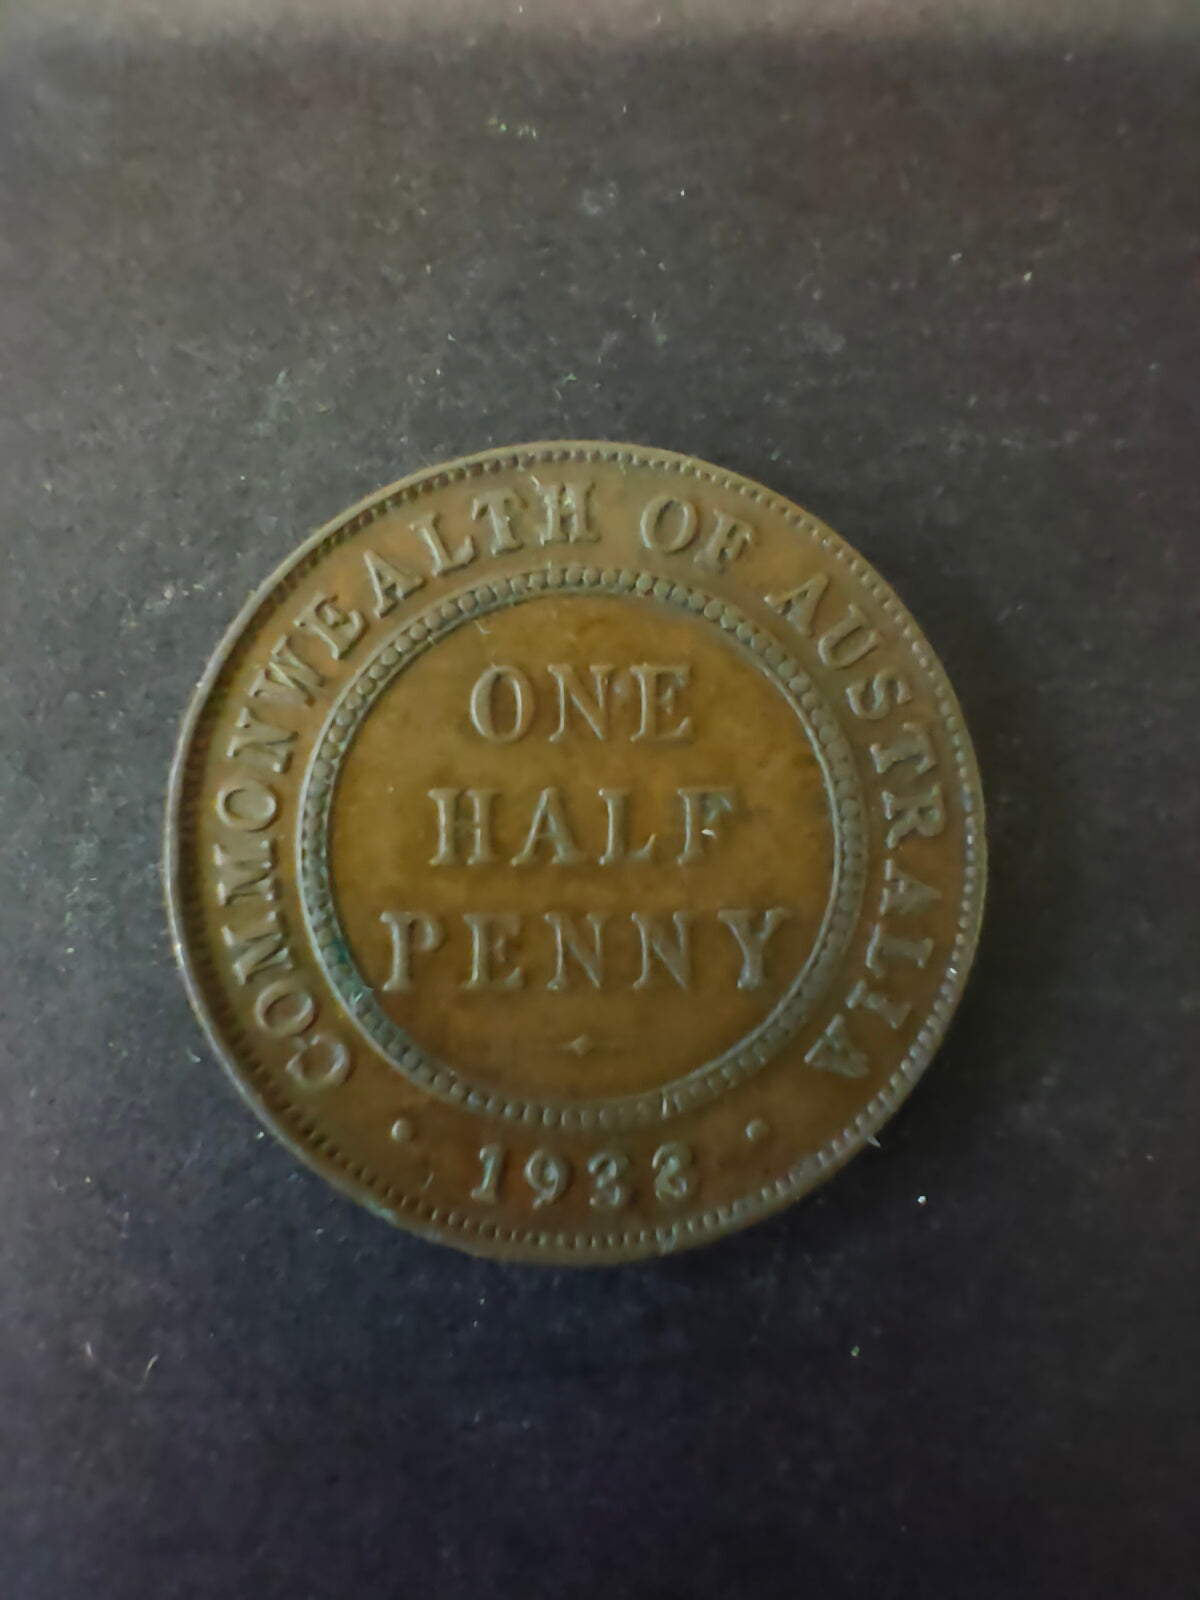 COMMONWEALTH OF AUSTRALIA
ONE
HALF
PENNY
1933